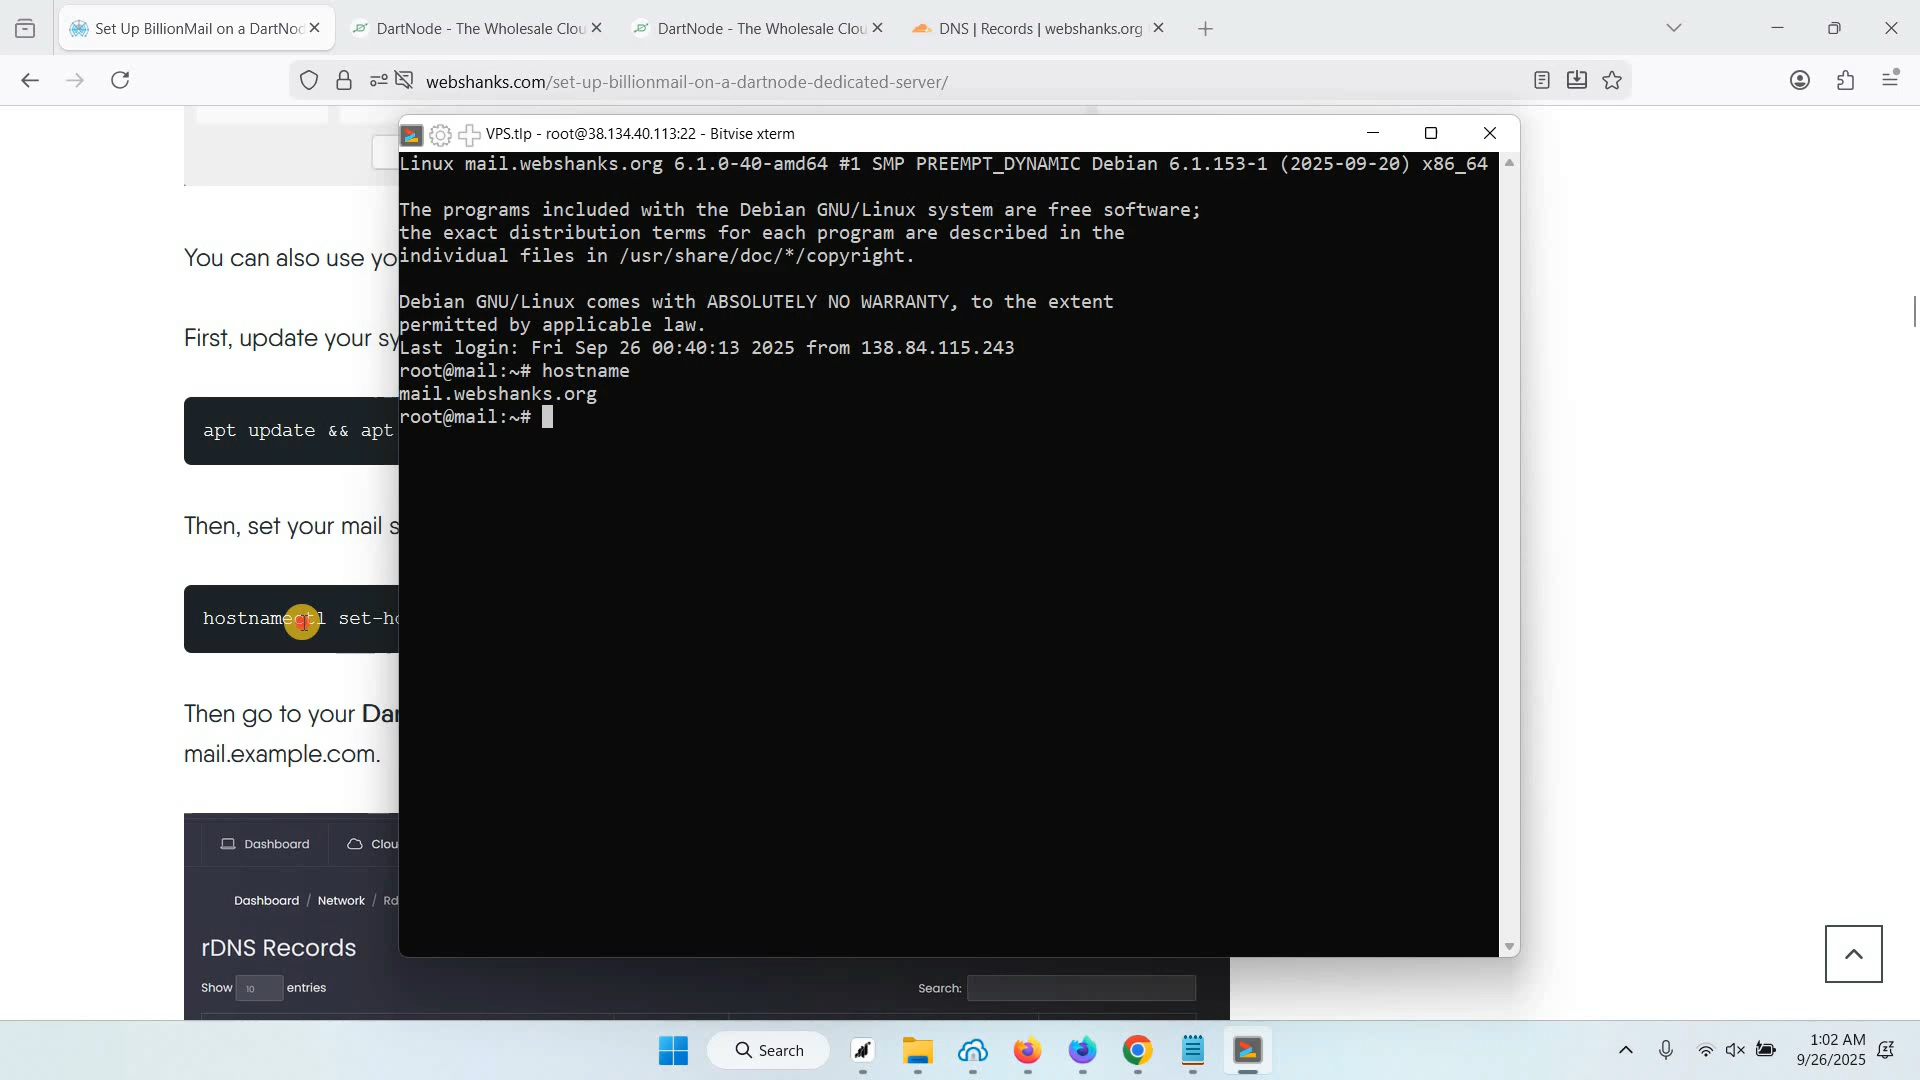 Set Up BillionMail on a DartNod
DartNode - The Wholesale Clou
DartNode - The Wholesale Clou
DNS | Records | webshanks.org
webshanks.com/set-up-billionmail-on-a-dartnode-dedicated-server/
VPS.tlp - root@38.134.40.113:22 - Bitvise xterm
Linux mail.webshanks.org 6.1.0-40-amd64 #1 SMP PREEMPT_DYNAMIC Debian 6.1.153-1 (2025-09-20) x86_64
The programs included with the Debian GNU/Linux system are free software;
the exact distribution terms for each program are described in the
individual files in /usr/share/doc/*/copyright.
Debian GNU/Linux comes with ABSOLUTELY NO WARRANTY, to the extent
permitted by applicable law.
Last login: Fri Sep 26 00:40:13 2025 from 138.84.115.243
root@mail:~# hostname
mail.webshanks.org
root@mail:~#
You can also use yo
First, update your sy
apt update && apt
Then, set your mail s
hostnamectl set-ho
Then go to your Dar
mail.example.com.
Dashboard
Clou
Dashboard / Network / Rd
rDNS Records
Show 10 entries
Search:
Search
1:02 AM
9/26/2025